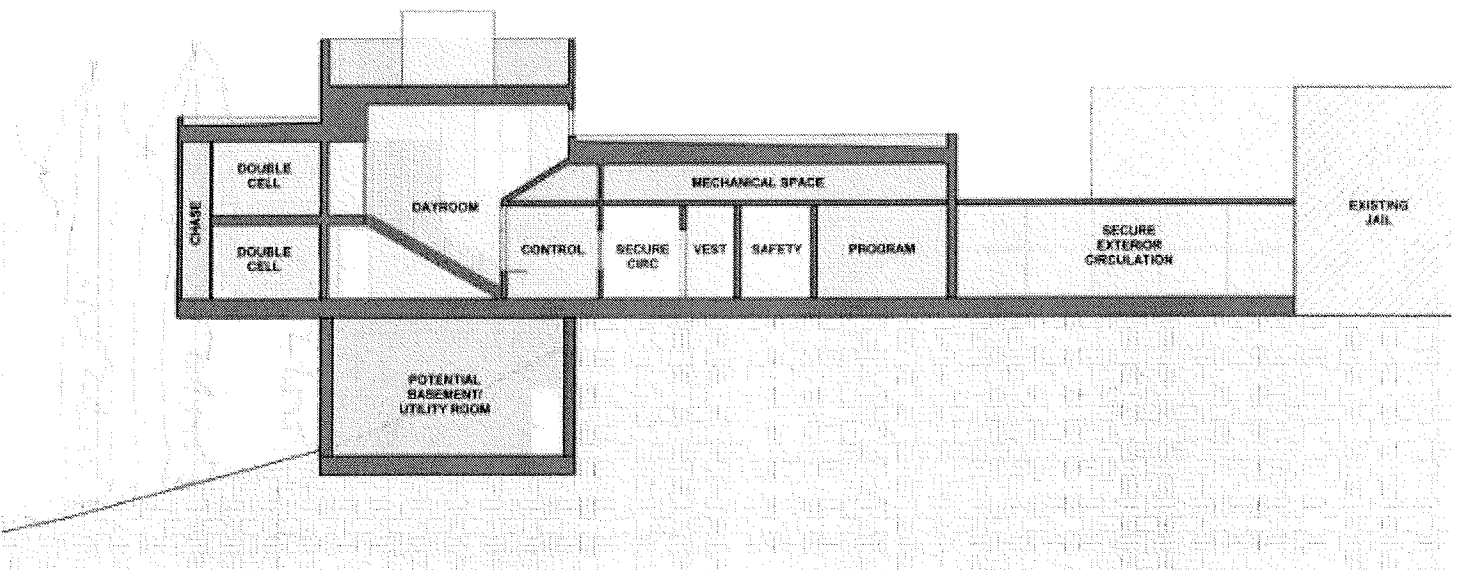 CHASE
DOUBLE
CELL
DOUBLE
CELL
DAYROOM
MECHANICAL SPACE
CONTROL
SECURE
CIRC
VEST
SAFETY
PROGRAM
SECURE
EXTERIOR
CIRCULATION
EXISTING
JAIL
POTENTIAL
BASEMENT/
UTILITY ROOM